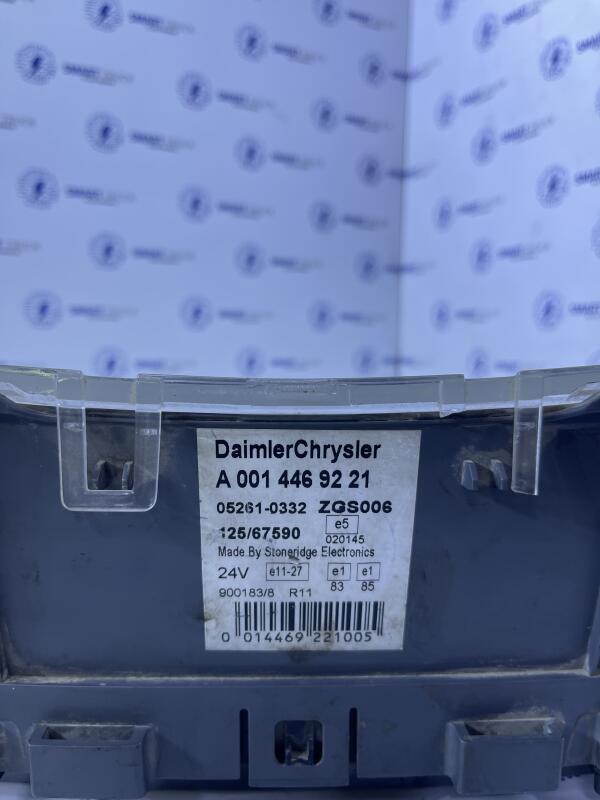 DaimlerChrysler
A 001 446 92 21
05261-0332 ZGS006
125/67590 e5
020145
Made By Stoneridge Electronics
24V e11-27 e1 e1
900183/8 R11 83 85
0 014469 221005